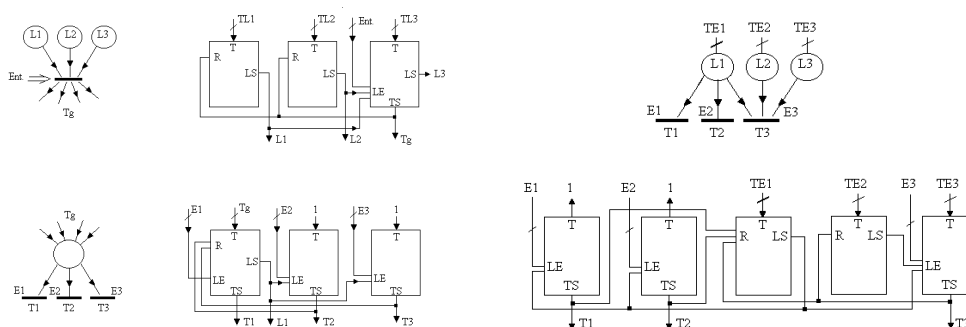 L1 L2 L3
Ent.
Tg
TL1 TL2 Ent. TL3
T T T
R
LS LS LS L3
LE
TS
L1 L2 Tg
TE1 TE2 TE3
L1 L2 L3
E1 E2 E3
T1 T2 T3
Tg
E1 E2 E3
T1 T2 T3
E1 Tg E2 1 E3 1
T T T
R
LS
LE LE LE
TS TS TS
T1 L1 T2 T3
E1 1 E2 1 TE1 TE2 E3 TE3
T T T T T
R LS R LS
LE LE LE
TS TS TS
T1 T2